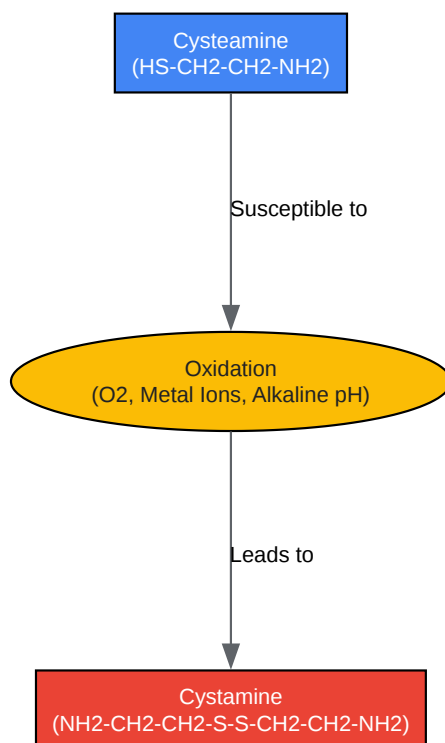 Cysteamine
(HS-CH2-CH2-NH2)
Susceptible to
Oxidation
(O2, Metal Ions, Alkaline pH)
Leads to
Cystamine
(NH2-CH2-CH2-S-S-CH2-CH2-NH2)